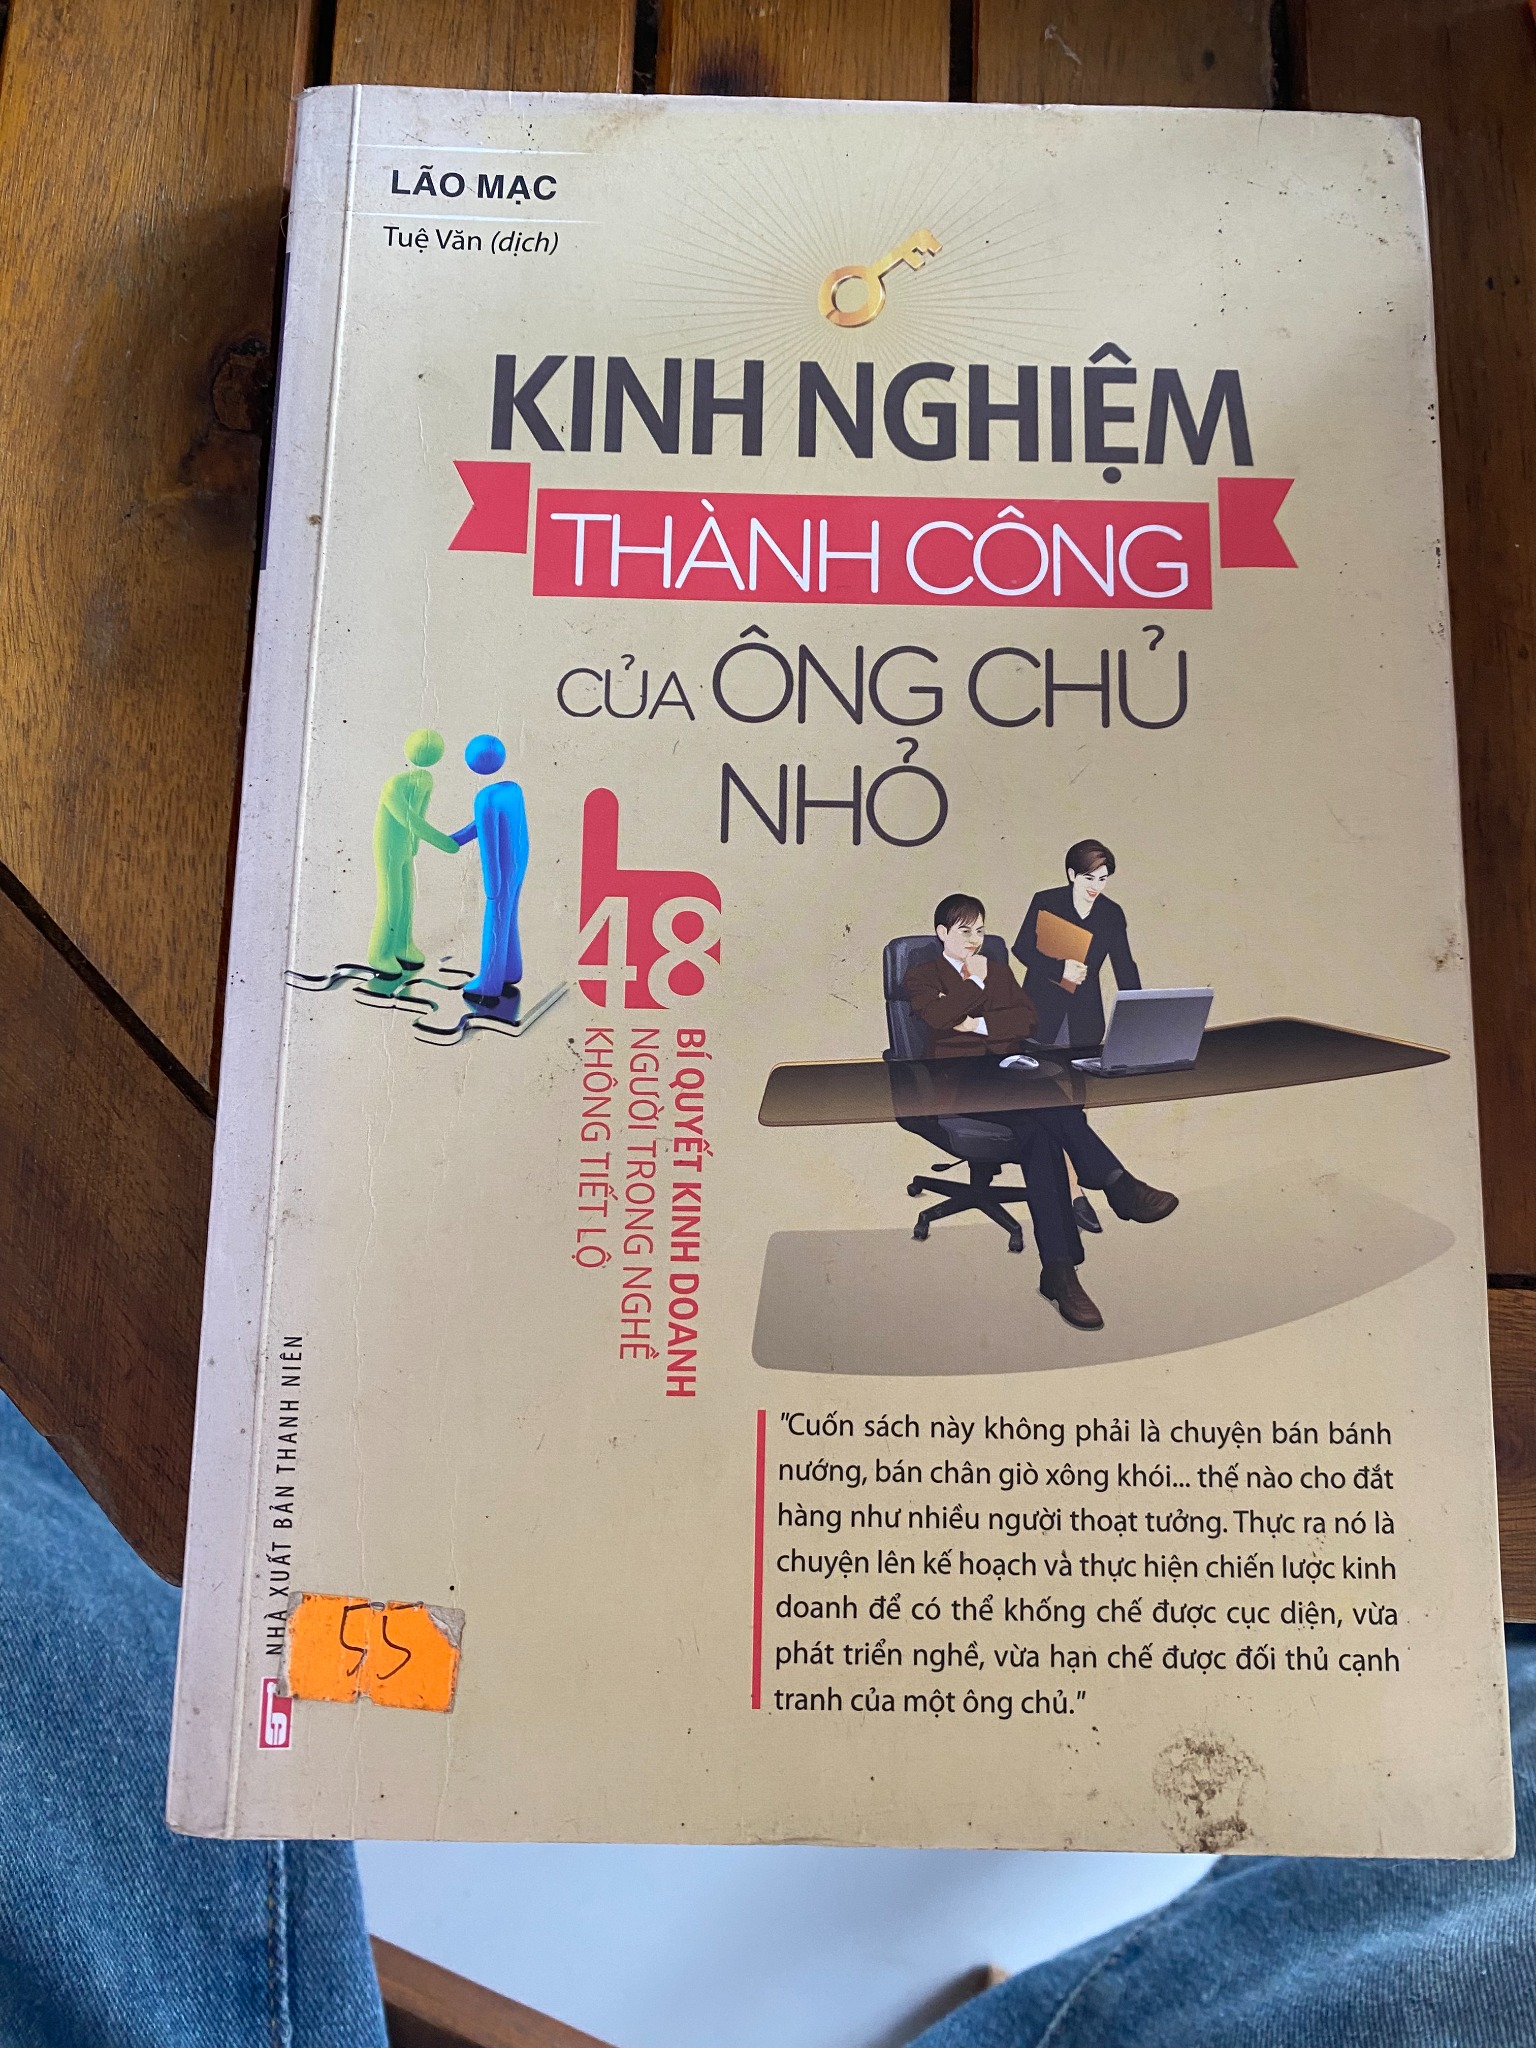 LÃO MẠC
Tuệ Văn (dịch)
KINH NGHIỆM
THÀNH CÔNG
CỦA ÔNG CHỦ
NHỎ
48
BÍ QUYẾT KINH DOANH
NGƯỜI TRONG NGHỀ
KHÔNG TIẾT LỘ
"Cuốn sách này không phải là chuyện bán bánh
nướng, bán chân giò xông khói... thế nào cho đắt
hàng như nhiều người thoạt tưởng. Thực ra nó là
chuyện lên kế hoạch và thực hiện chiến lược kinh
doanh để có thể khống chế được cục diện, vừa
phát triển nghề, vừa hạn chế được đối thủ cạnh
tranh của một ông chủ."
NHÀ XUẤT BẢN THANH NIÊN
55